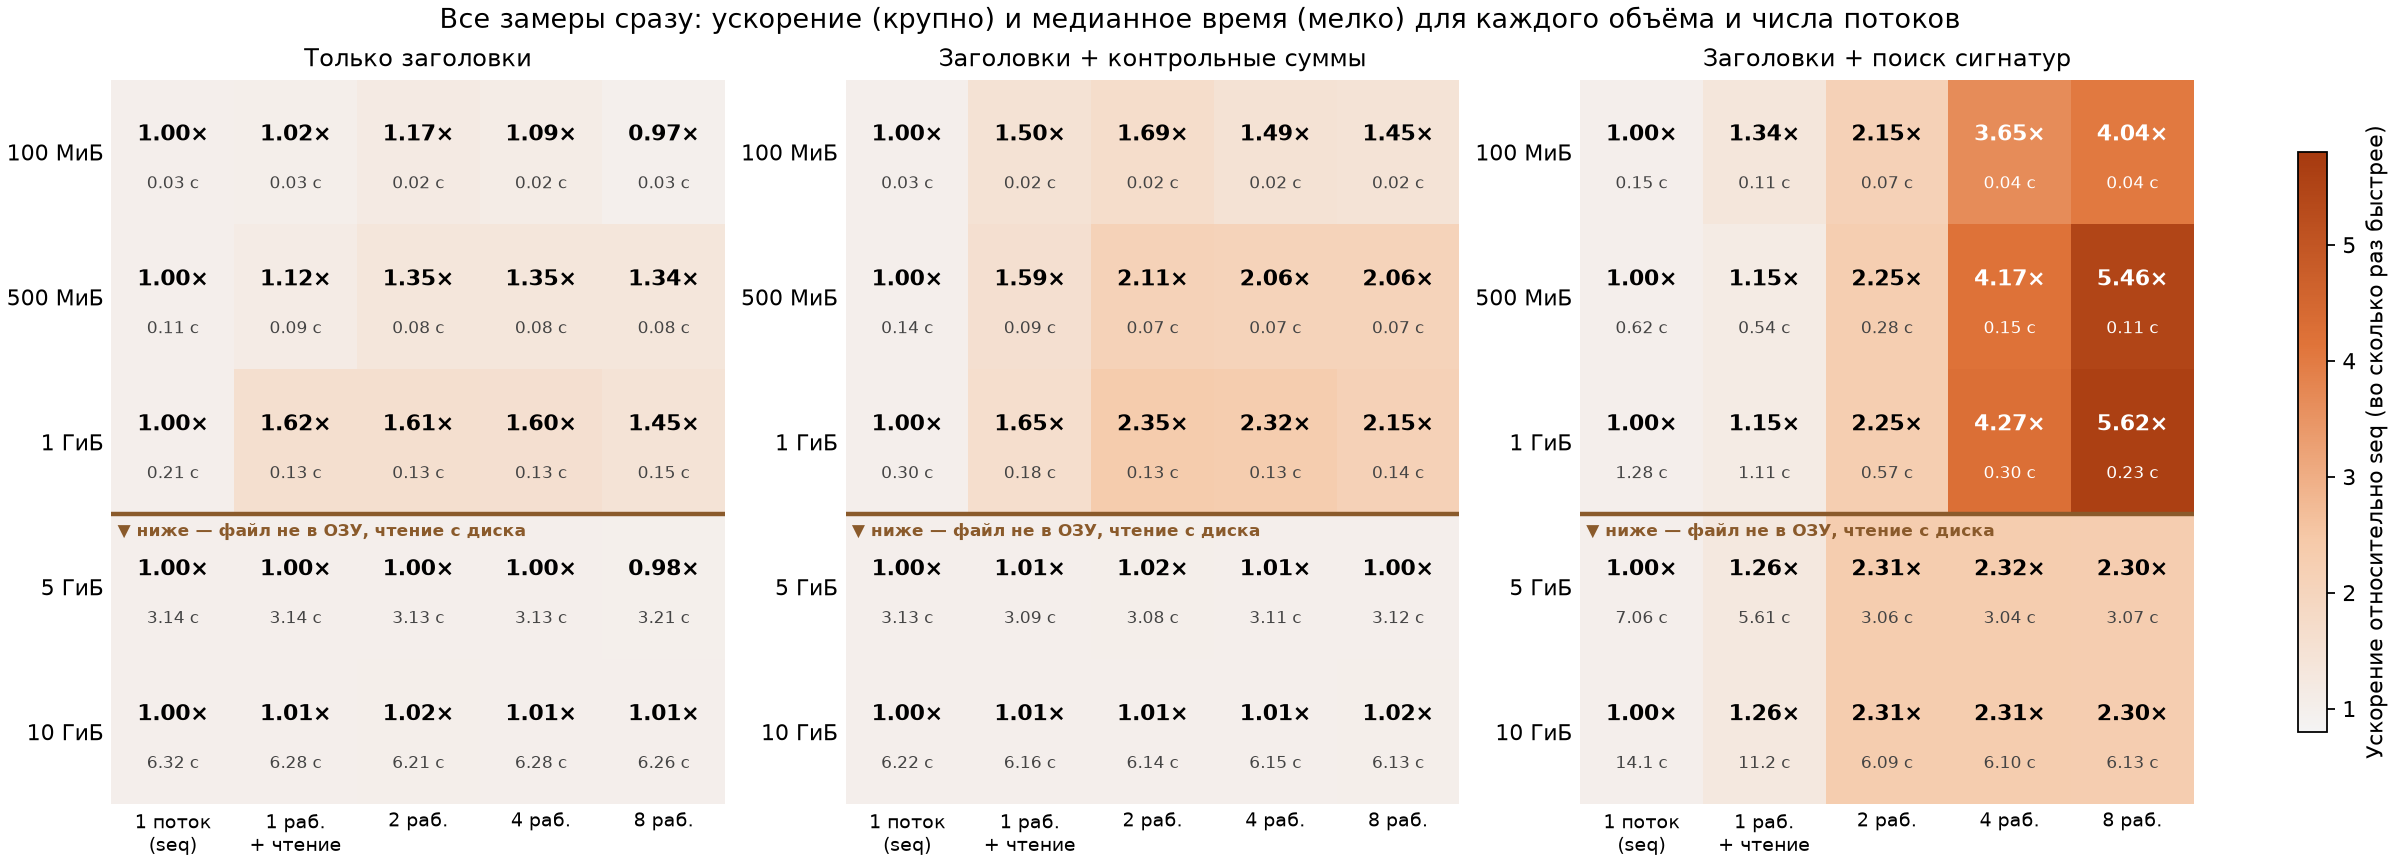 Все замеры сразу: ускорение (крупно) и медианное время (мелко) для каждого объёма и числа потоков
Только заголовки
100 МиБ
1.00× 1.02× 1.17× 1.09× 0.97×
0.03 с 0.03 с 0.02 с 0.02 с 0.03 с
500 МиБ
1.00× 1.12× 1.35× 1.35× 1.34×
0.11 с 0.09 с 0.08 с 0.08 с 0.08 с
1 ГиБ
1.00× 1.62× 1.61× 1.60× 1.45×
0.21 с 0.13 с 0.13 с 0.13 с 0.15 с
▼ ниже — файл не в ОЗУ, чтение с диска
5 ГиБ
1.00× 1.00× 1.00× 1.00× 0.98×
3.14 с 3.14 с 3.13 с 3.13 с 3.21 с
10 ГиБ
1.00× 1.01× 1.02× 1.01× 1.01×
6.32 с 6.28 с 6.21 с 6.28 с 6.26 с
1 поток 1 раб. 2 раб. 4 раб. 8 раб.
(seq) + чтение
Заголовки + контрольные суммы
100 МиБ
1.00× 1.50× 1.69× 1.49× 1.45×
0.03 с 0.02 с 0.02 с 0.02 с 0.02 с
500 МиБ
1.00× 1.59× 2.11× 2.06× 2.06×
0.14 с 0.09 с 0.07 с 0.07 с 0.07 с
1 ГиБ
1.00× 1.65× 2.35× 2.32× 2.15×
0.30 с 0.18 с 0.13 с 0.13 с 0.14 с
▼ ниже — файл не в ОЗУ, чтение с диска
5 ГиБ
1.00× 1.01× 1.02× 1.01× 1.00×
3.13 с 3.09 с 3.08 с 3.11 с 3.12 с
10 ГиБ
1.00× 1.01× 1.01× 1.01× 1.02×
6.22 с 6.16 с 6.14 с 6.15 с 6.13 с
1 поток 1 раб. 2 раб. 4 раб. 8 раб.
(seq) + чтение
Заголовки + поиск сигнатур
100 МиБ
1.00× 1.34× 2.15× 3.65× 4.04×
0.15 с 0.11 с 0.07 с 0.04 с 0.04 с
500 МиБ
1.00× 1.15× 2.25× 4.17× 5.46×
0.62 с 0.54 с 0.28 с 0.15 с 0.11 с
1 ГиБ
1.00× 1.15× 2.25× 4.27× 5.62×
1.28 с 1.11 с 0.57 с 0.30 с 0.23 с
▼ ниже — файл не в ОЗУ, чтение с диска
5 ГиБ
1.00× 1.26× 2.31× 2.32× 2.30×
7.06 с 5.61 с 3.06 с 3.04 с 3.07 с
10 ГиБ
1.00× 1.26× 2.31× 2.31× 2.30×
14.1 с 11.2 с 6.09 с 6.10 с 6.13 с
1 поток 1 раб. 2 раб. 4 раб. 8 раб.
(seq) + чтение
5
4
3
2
1
Ускорение относительно seq (во сколько раз быстрее)